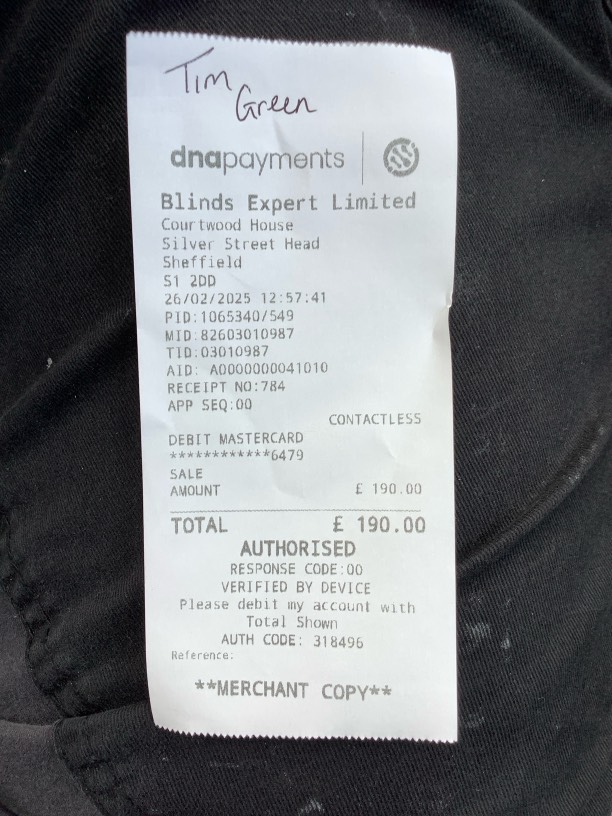 Tim
Green
dnapayments
Blinds Expert Limited
Courtwood House
Silver Street Head
Sheffield
S1 2DD
26/02/2025 12:57:41
PID:1065340/549
MID:82603010987
TID:03010987
AID: A0000000041010
RECEIPT NO:784
APP SEQ:00
CONTACTLESS
DEBIT MASTERCARD
************6479
SALE
AMOUNT £ 190.00
TOTAL £ 190.00
AUTHORISED
RESPONSE CODE:00
VERIFIED BY DEVICE
Please debit my account with
Total Shown
AUTH CODE: 318496
Reference:
**MERCHANT COPY**